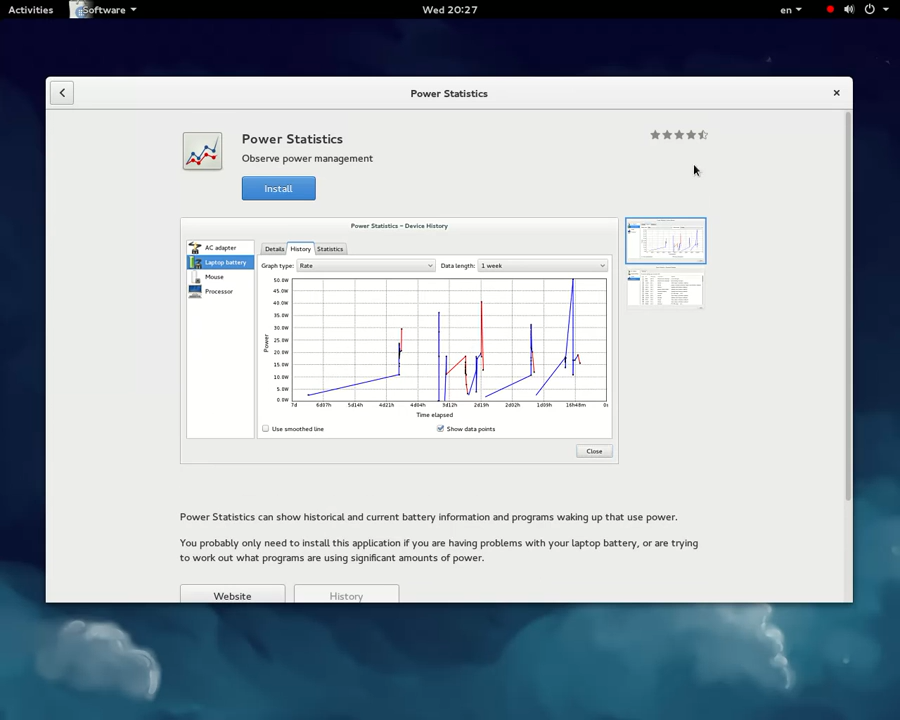 Activities
Software
Wed 20:27
en
Power Statistics
Power Statistics
Observe power management
Install
Power Statistics – Device History
AC adapter
Laptop battery
Mouse
Processor
Details History Statistics
Graph type: Rate
Data length: 1 week
50.0W
45.0W
40.0W
35.0W
30.0W
25.0W
20.0W
15.0W
10.0W
5.0W
0.0W
Power
7d 6d07h 5d14h 4d21h 4d04h 3d12h 2d19h 2d02h 1d09h 16h48m 0s
Time elapsed
Use smoothed line
Show data points
Close
Power Statistics can show historical and current battery information and programs waking up that use power.
You probably only need to install this application if you are having problems with your laptop battery, or are trying
to work out what programs are using significant amounts of power.
Website
History